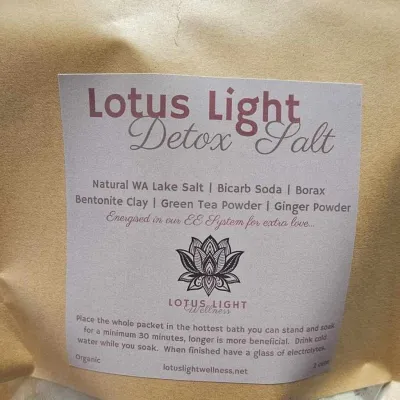 Lotus Light
Detox Salt
Natural WA Lake Salt | Bicarb Soda | Borax
Bentonite Clay | Green Tea Powder | Ginger Powder
Energised in our EE System for extra love...
LOTUS LIGHT
Wellness
Place the whole packet in the hottest bath you can stand and soak
for a minimum 30 minutes, longer is more beneficial. Drink cold
water while you soak. When finished have a glass of electrolytes.
Organic
lotuslightwellness.net